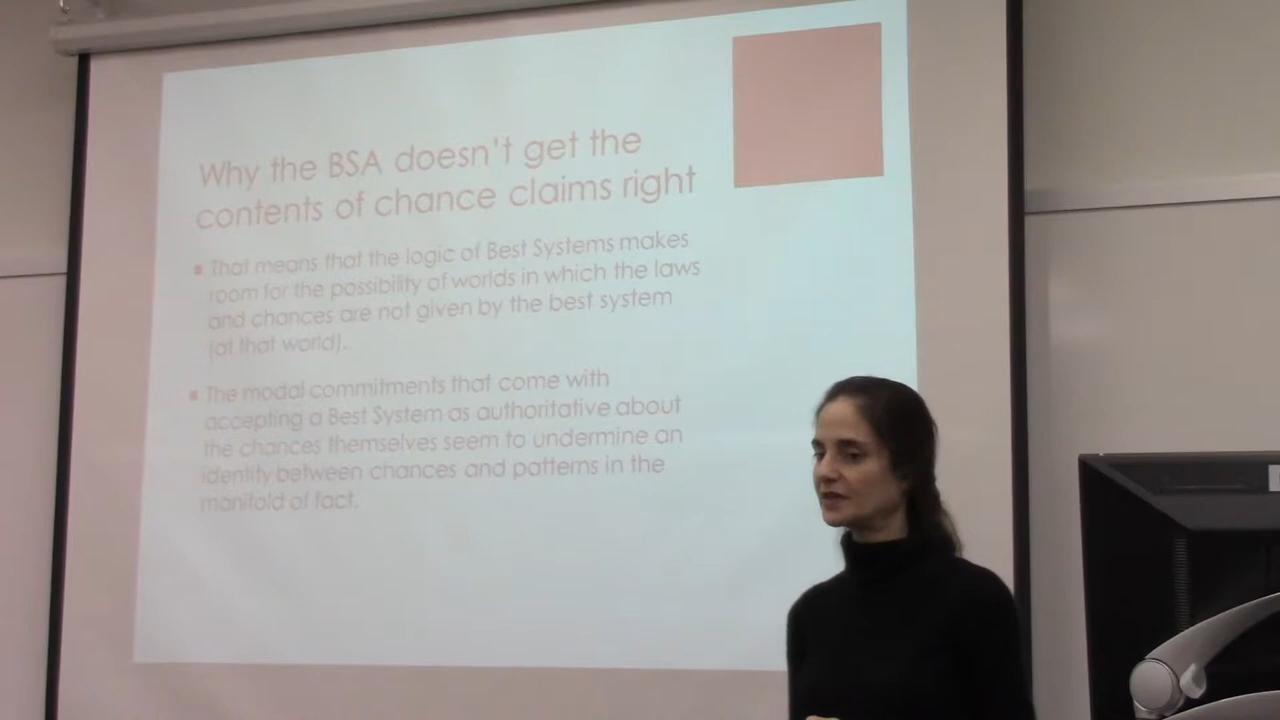 Why the BSA doesn't get the
contents of chance claims right
That means that the logic of Best Systems makes
room for the possibility of worlds in which the laws
and chances are not given by the best system
(at that world).
The modal commitments that come with
accepting a Best System as authoritative about
the chances themselves seem to undermine an
identity between chances and patterns in the
manifold of fact.